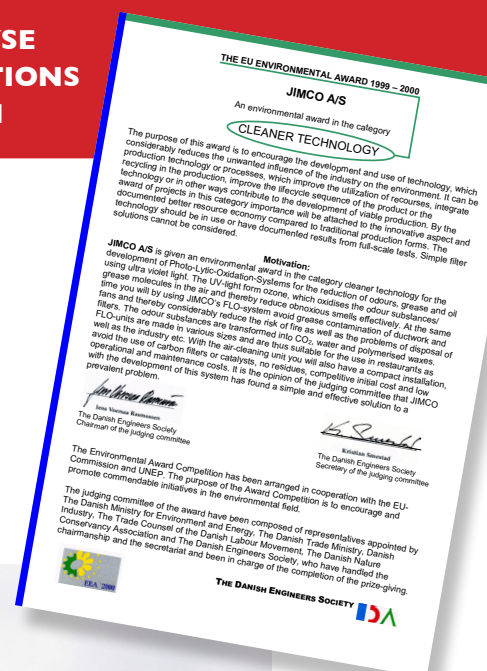 SE
TIONS
THE EU ENVIRONMENTAL AWARD 1999 – 2000
JIMCO A/S
An environmental award in the category
CLEANER TECHNOLOGY
The purpose of this award is to encourage the development and use of technology, which
considerably reduces the unwanted influence of the industry on the environment. It can be
production technology or processes, which improve the utilization of recourses, integrate
recycling in the production, improve the lifecycle sequence of the product or the
technology or in other ways contribute to the development of viable production. By the
award of projects in this category importance will be attached to the innovative aspect and
documented better resource economy compared to traditional production forms. The
technology should be in use or have documented results from full-scale tests. Simple filter
solutions cannot be considered.
Motivation:
JIMCO A/S is given an environmental award in the category cleaner technology for the
development of Photo-Lytic-Oxidation-Systems for the reduction of odours, grease and oil
using ultra violet light. The UV-light form ozone, which oxidises the odour substances/
grease molecules in the air and thereby reduce obnoxious smells effectively. At the same
time you will by using JIMCO's FLO-system avoid grease contamination of ductwork and
fans and thereby considerably reduce the risk of fire as well as the problems of disposal of
filters. The odour substances are transformed into CO₂, water and polymerised waxes.
FLO-units are made in various sizes and are thus suitable for the use in restaurants as
well as the industry etc. With the air-cleaning unit you will also have a compact installation,
avoid the use of carbon filters or catalysts, no residues, competitive initial cost and low
operational and maintenance costs. It is the opinion of the judging committee that JIMCO
with the development of this system has found a simple and effective solution to a
prevalent problem.
Jens Vorsaa Rasmussen
The Danish Engineers Society
Chairman of the judging committee
Kristian Smestad
The Danish Engineers Society
Secretary of the judging committee
The Environmental Award Competition has been arranged in cooperation with the EU-
Commission and UNEP. The purpose of the Award Competition is to encourage and
promote commendable initiatives in the environmental field.
The judging committee of the award have been composed of representatives appointed by
The Danish Ministry for Environment and Energy, The Danish Trade Ministry, Danish
Industry, The Trade Counsel of the Danish Labour Movement, The Danish Nature
Conservancy Association and The Danish Engineers Society, who have handled the
chairmanship and the secretariat and been in charge of the completion of the prize-giving.
EEA 2000
THE DANISH ENGINEERS SOCIETY